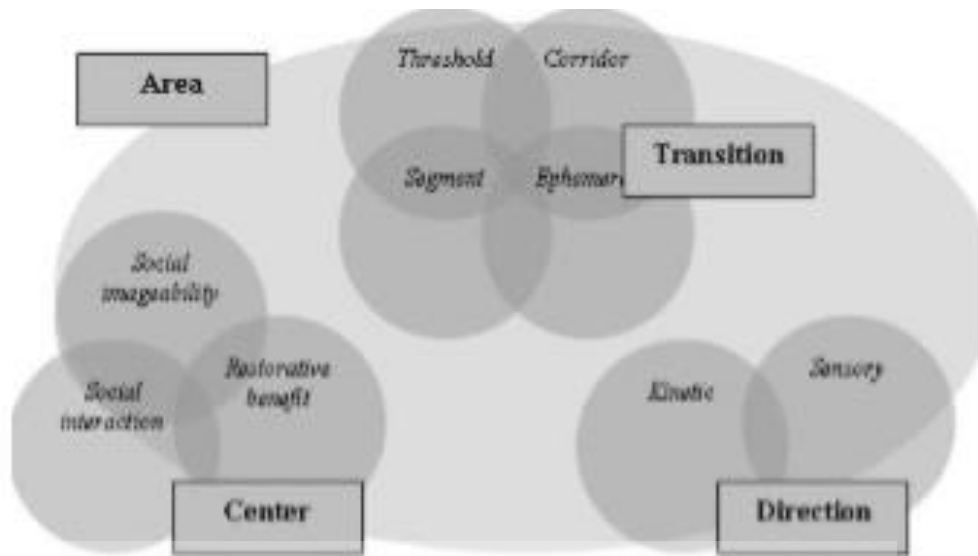 Area
Threshold
Corridor
Transition
Segment
Social
imageability
Restorative
benefit
Social
interaction
Kinetic
Sensory
Center
Direction